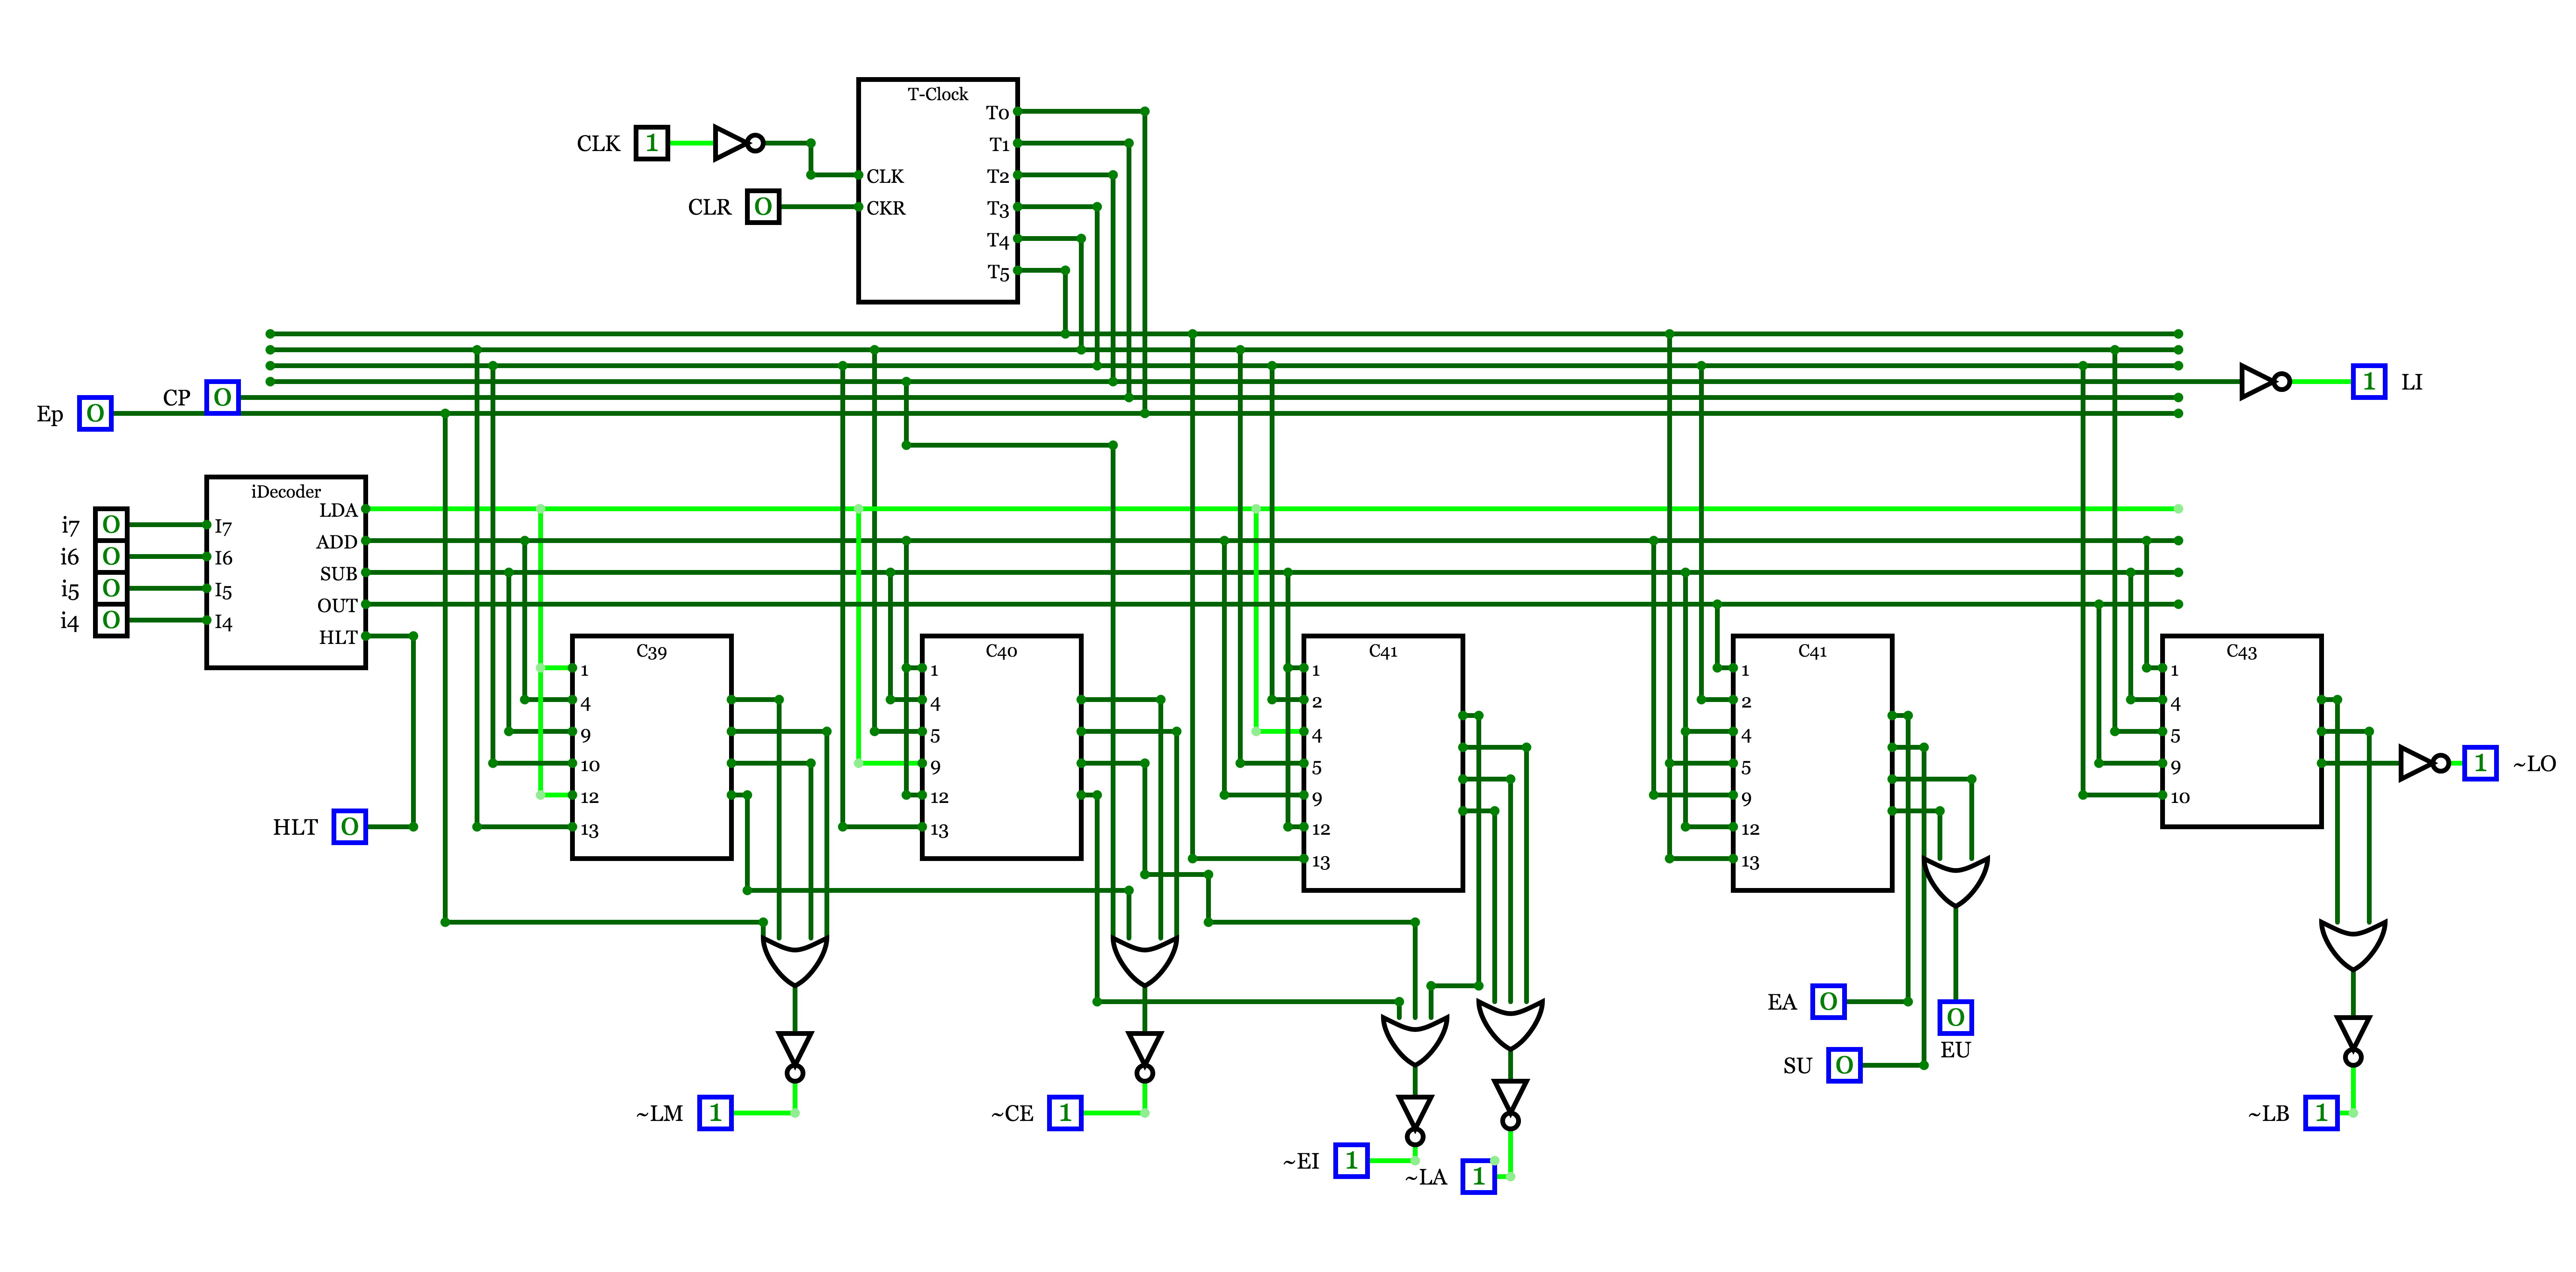 T-Clock
T0
CLK 1
T1
CLK
T2
CLR 0
CKR
T3
T4
T5
CP 0
1 LI
Ep 0
iDecoder
LDA
i7 0 I7
ADD
i6 0 I6
SUB
i5 0 I5
OUT
i4 0 I4
HLT
HLT 0
C39
1
4
9
10
12
13
C40
1
4
5
9
12
13
C41
1
2
4
5
9
12
13
C41
1
2
4
5
9
12
13
C43
1
4
5
9
10
1 ~LO
EA 0
0
EU
SU 0
~LM 1
~CE 1
~EI 1
~LA 1
~LB 1